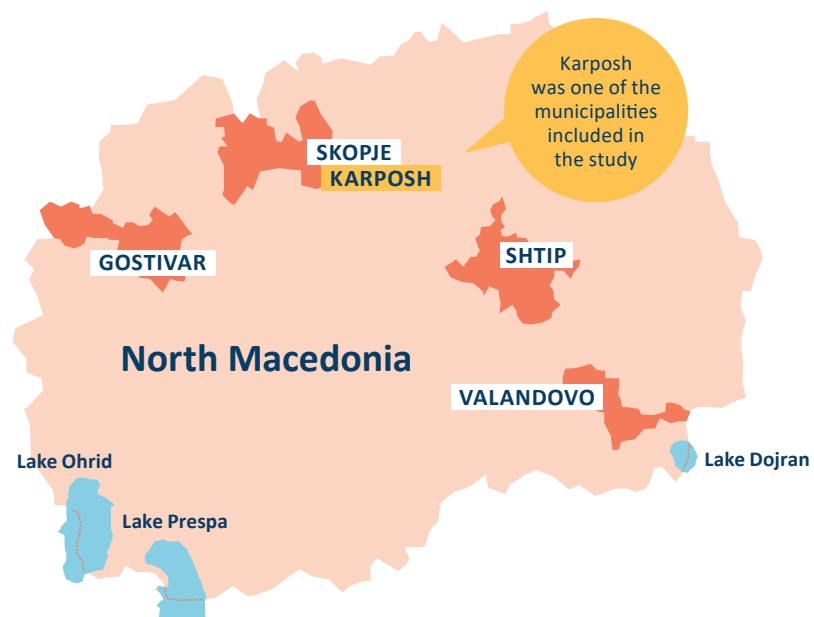 Karposh
was one of the
municipalities
included in
the study
SKOPJE
KARPOSH
GOSTIVAR
SHTIP
North Macedonia
VALANDOVO
Lake Ohrid
Lake Dojran
Lake Prespa